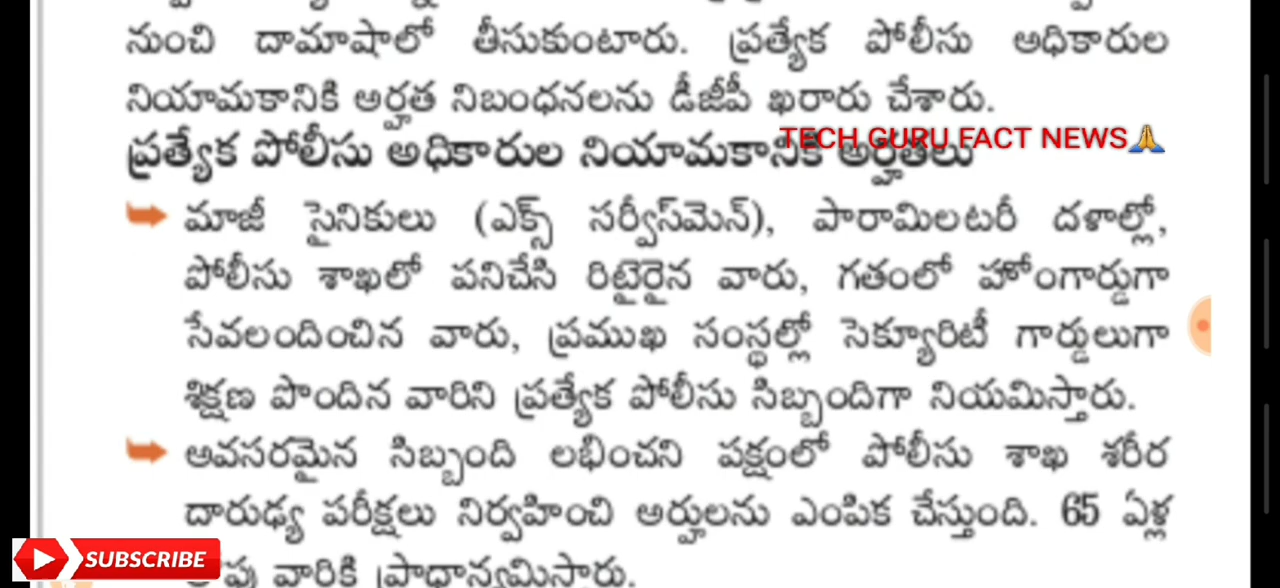 నుంచి దామాషాలో తీసుకుంటారు. ప్రత్యేక పోలీసు అధికారుల
నియామకానికి అర్హత నిబంధనలను డీజీపీ ఖరారు చేశారు.
TECH GURU FACT NEWS🙏
ప్రత్యేక పోలీసు అధికారుల నియామకానికి అర్హతలు
➡ మాజీ సైనికులు (ఎక్స్ సర్వీస్‌మెన్), పారామిలటరీ దళాల్లో,
పోలీసు శాఖలో పనిచేసి రిటైరైన వారు, గతంలో హోంగార్డుగా
సేవలందించిన వారు, ప్రముఖ సంస్థల్లో సెక్యూరిటీ గార్డులుగా
శిక్షణ పొందిన వారిని ప్రత్యేక పోలీసు సిబ్బందిగా నియమిస్తారు.
➡ అవసరమైన సిబ్బంది లభించని పక్షంలో పోలీసు శాఖ శరీర
దారుఢ్య పరీక్షలు నిర్వహించి అర్హులను ఎంపిక చేస్తుంది. 65 ఏళ్ల
వారికి ప్రాధాన్యమిస్తారు.
SUBSCRIBE